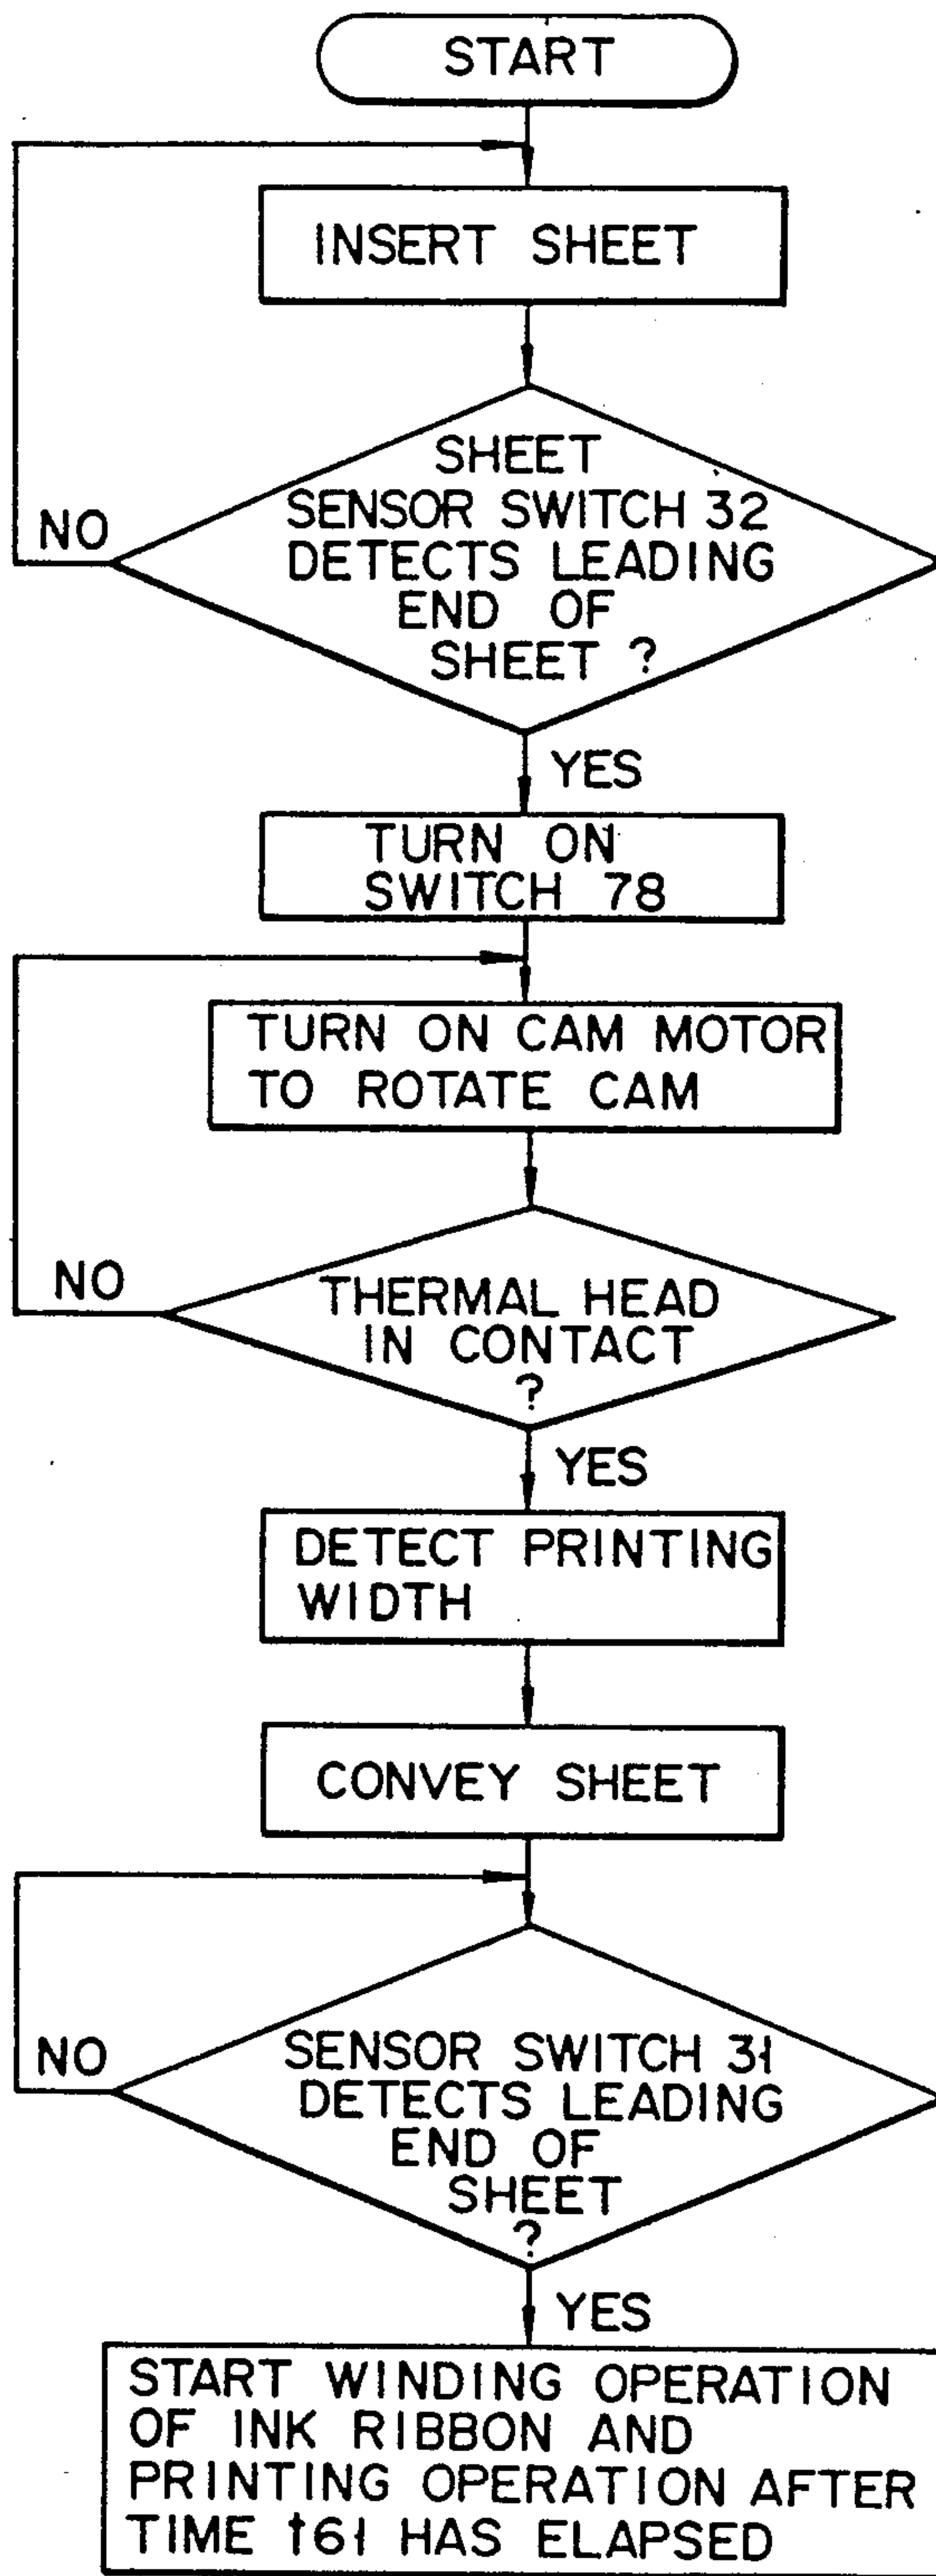 START
INSERT SHEET
SHEET
SENSOR SWITCH 32
DETECTS LEADING
END OF
SHEET ?
NO
YES
TURN ON
SWITCH 78
TURN ON CAM MOTOR
TO ROTATE CAM
THERMAL HEAD
IN CONTACT
?
NO
YES
DETECT PRINTING
WIDTH
CONVEY SHEET
SENSOR SWITCH 31
DETECTS LEADING
END OF
SHEET
?
NO
YES
START WINDING OPERATION
OF INK RIBBON AND
PRINTING OPERATION AFTER
TIME t61 HAS ELAPSED